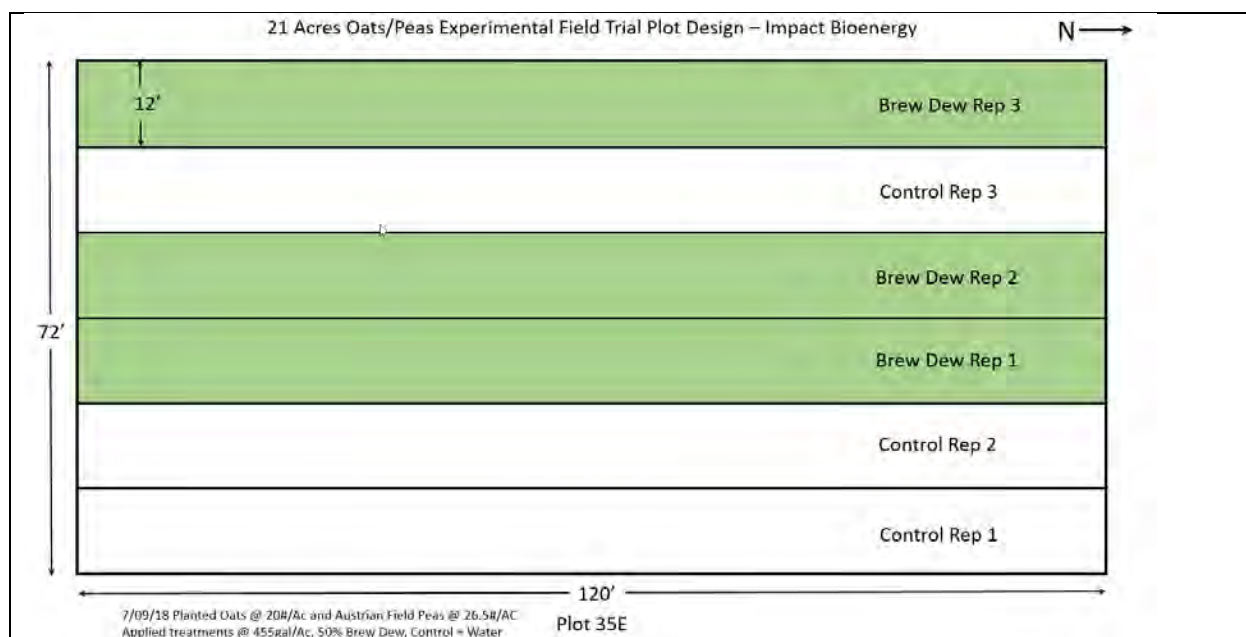 21 Acres Oats/Peas Experimental Field Trial Plot Design – Impact Bioenergy
N
12'
Brew Dew Rep 3
Control Rep 3
Brew Dew Rep 2
72'
Brew Dew Rep 1
Control Rep 2
Control Rep 1
120'
7/09/18 Planted Oats @ 20#/Ac and Austrian Field Peas @ 26.5#/AC
Applied treatments @ 455gal/Ac, 50% Brew Dew, Control = Water
Plot 35E